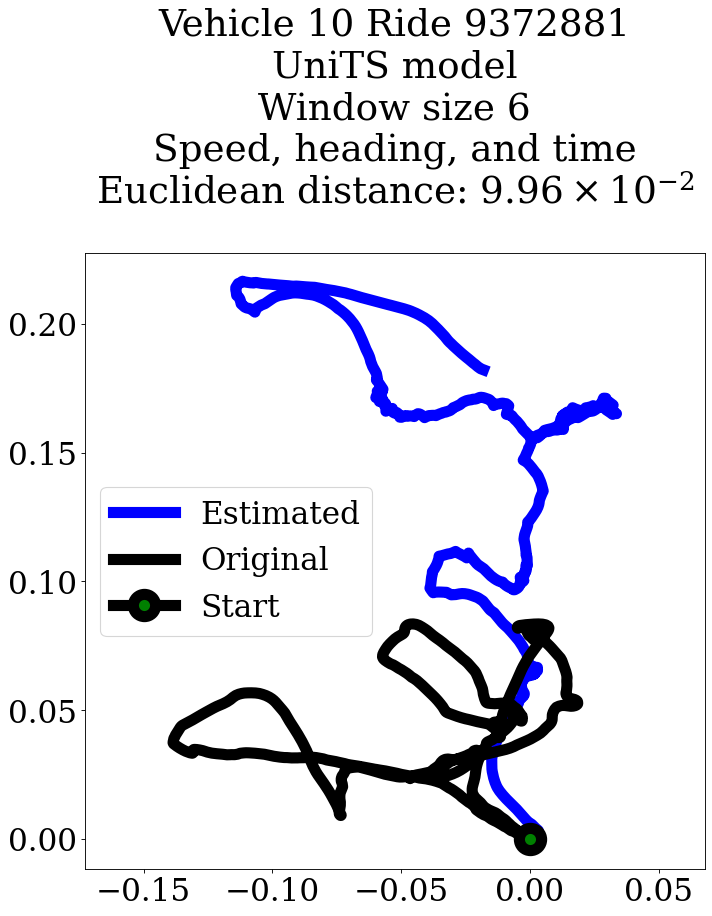 Vehicle 10 Ride 9372881
UniTS model
Window size 6
Speed, heading, and time
Euclidean distance: 9.96 × 10⁻²
0.20
0.15
0.10
0.05
0.00
Estimated
Original
Start
−0.15 −0.10 −0.05 0.00 0.05